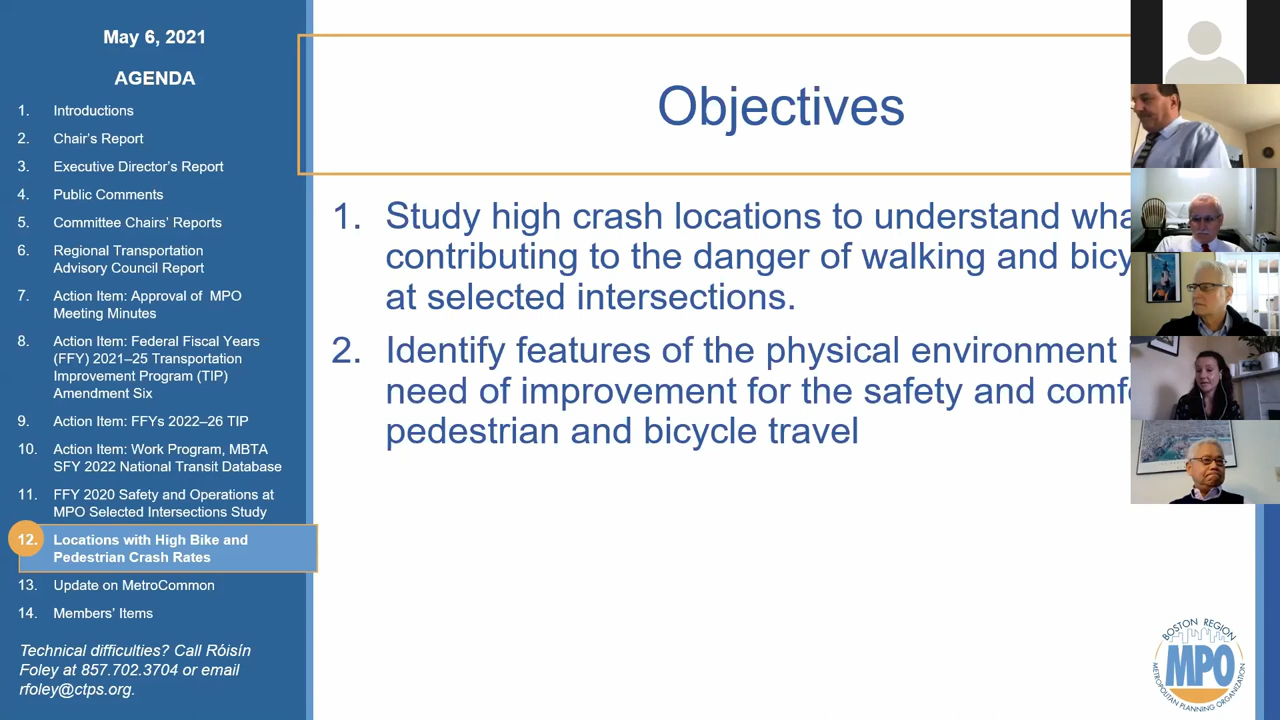 May 6, 2021
AGENDA
1. Introductions
2. Chair's Report
3. Executive Director's Report
4. Public Comments
5. Committee Chairs' Reports
6. Regional Transportation
Advisory Council Report
7. Action Item: Approval of MPO
Meeting Minutes
8. Action Item: Federal Fiscal Years
(FFY) 2021–25 Transportation
Improvement Program (TIP)
Amendment Six
9. Action Item: FFYs 2022–26 TIP
10. Action Item: Work Program, MBTA
SFY 2022 National Transit Database
11. FFY 2020 Safety and Operations at
MPO Selected Intersections Study
12. Locations with High Bike and
Pedestrian Crash Rates
13. Update on MetroCommon
14. Members' Items
Technical difficulties? Call Róisín
Foley at 857.702.3704 or email
rfoley@ctps.org.
Objectives
1. Study high crash locations to understand
contributing to the danger of walking and
at selected intersections.
2. Identify features of the physical environment
need of improvement for the safety and
pedestrian and bicycle travel
BOSTON REGION
MPO
METROPOLITAN PLANNING ORGANIZATION